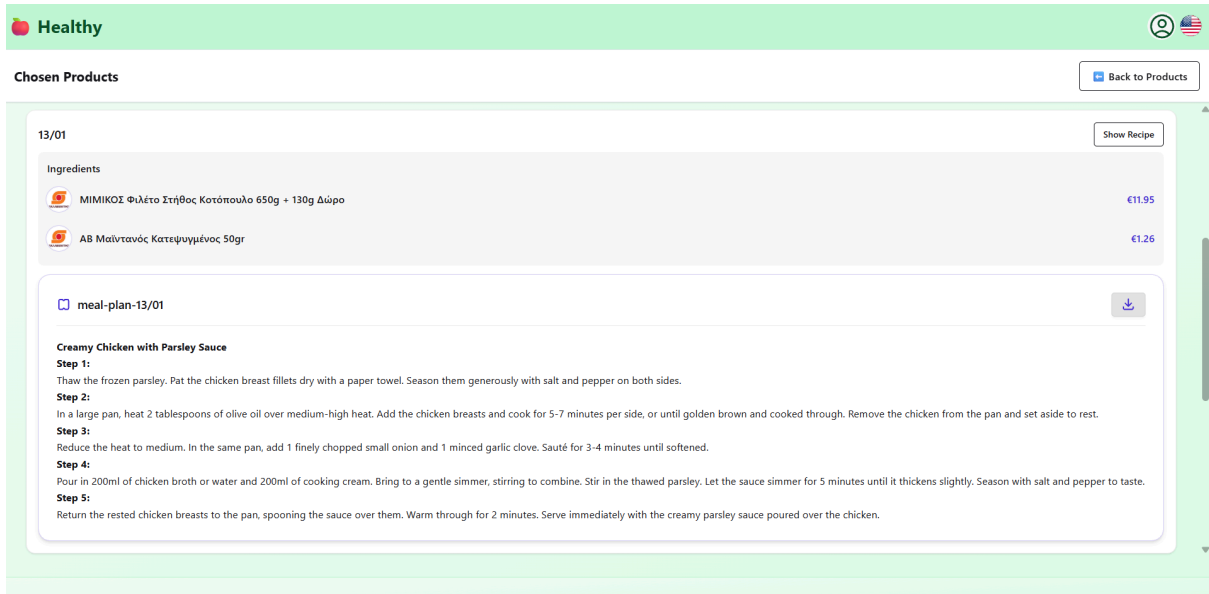 Healthy
Chosen Products
Back to Products
13/01
Show Recipe
Ingredients
ΜΙΜΙΚΟΣ Φιλέτο Στήθος Κοτόπουλο 650g + 130g Δώρο
€11.95
ΑΒ Μαϊντανός Κατεψυγμένος 50gr
€1.26
meal-plan-13/01
Creamy Chicken with Parsley Sauce
Step 1:
Thaw the frozen parsley. Pat the chicken breast fillets dry with a paper towel. Season them generously with salt and pepper on both sides.
Step 2:
In a large pan, heat 2 tablespoons of olive oil over medium-high heat. Add the chicken breasts and cook for 5-7 minutes per side, or until golden brown and cooked through. Remove the chicken from the pan and set aside to rest.
Step 3:
Reduce the heat to medium. In the same pan, add 1 finely chopped small onion and 1 minced garlic clove. Sauté for 3-4 minutes until softened.
Step 4:
Pour in 200ml of chicken broth or water and 200ml of cooking cream. Bring to a gentle simmer, stirring to combine. Stir in the thawed parsley. Let the sauce simmer for 5 minutes until it thickens slightly. Season with salt and pepper to taste.
Step 5:
Return the rested chicken breasts to the pan, spooning the sauce over them. Warm through for 2 minutes. Serve immediately with the creamy parsley sauce poured over the chicken.